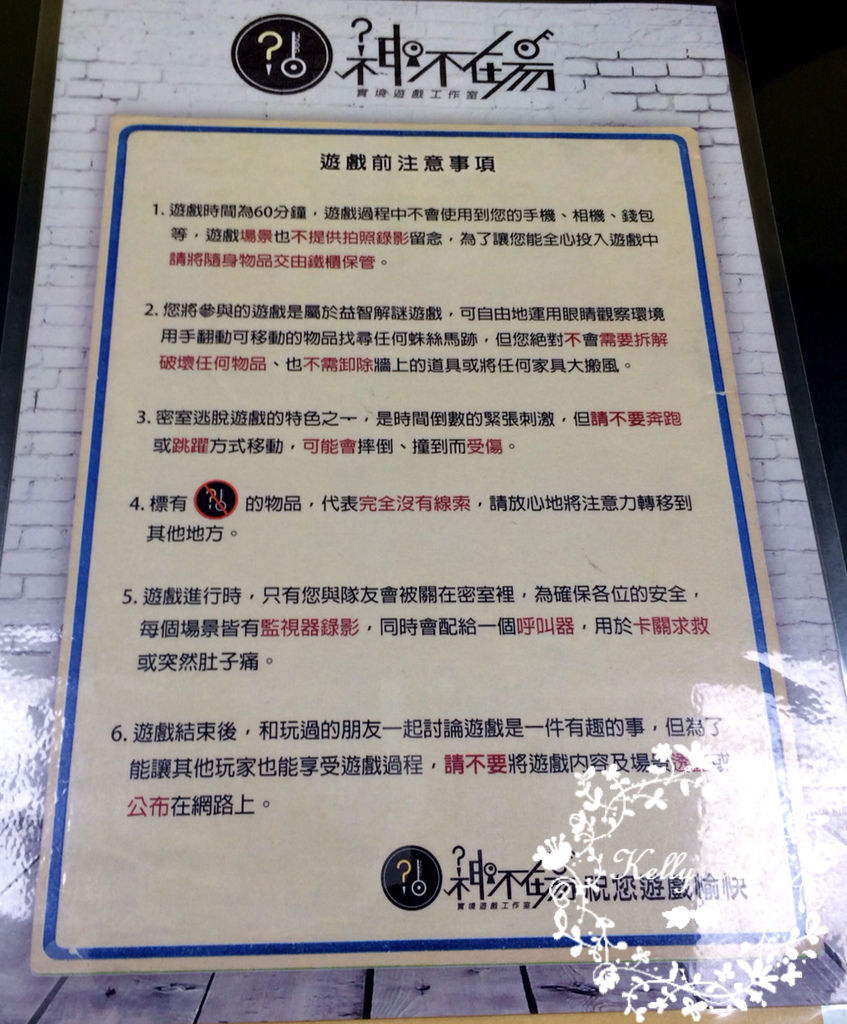 神不在場
實境遊戲工作室
遊戲前注意事項
1. 遊戲時間為60分鐘，遊戲過程中不會使用到您的手機、相機、錢包
等，遊戲場景也不提供拍照錄影留念，為了讓您能全心投入遊戲中
請將隨身物品交由鐵櫃保管。
2. 您將參與的遊戲是屬於益智解謎遊戲，可自由地運用眼睛觀察環境
用手翻動可移動的物品找尋任何蛛絲馬跡，但您絕對不會需要拆解
破壞任何物品、也不需卸除牆上的道具或將任何家具大搬風。
3. 密室逃脫遊戲的特色之一，是時間倒數的緊張刺激，但請不要奔跑
或跳躍方式移動，可能會摔倒、撞到而受傷。
4. 標有 的物品，代表完全沒有線索，請放心地將注意力轉移到
其他地方。
5. 遊戲進行時，只有您與隊友會被關在密室裡，為確保各位的安全，
每個場景皆有監視器錄影，同時會配給一個呼叫器，用於卡關求救
或突然肚子痛。
6. 遊戲結束後，和玩過的朋友一起討論遊戲是一件有趣的事，但為了
能讓其他玩家也能享受遊戲過程，請不要將遊戲內容及場
公布在網路上。
神不在場 祝您遊戲愉快
實境遊戲工作室
Kelly